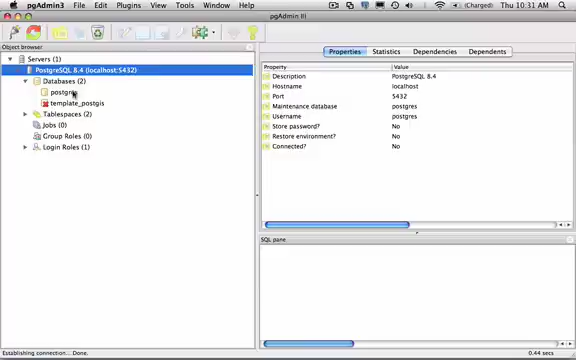 pgAdmin3 File Edit Plugins View Tools Help (Charged) Thu 10:31 AM
pgAdmin III
Object browser
Servers (1)
PostgreSQL 8.4 (localhost:5432)
Databases (2)
postgres
template_postgis
Tablespaces (2)
Jobs (0)
Group Roles (0)
Login Roles (1)
Properties Statistics Dependencies Dependents
Property Value
Description PostgreSQL 8.4
Hostname localhost
Port 5432
Maintenance database postgres
Username postgres
Store password? No
Restore environment? No
Connected? No
SQL pane
Establishing connection... Done. 0.44 secs